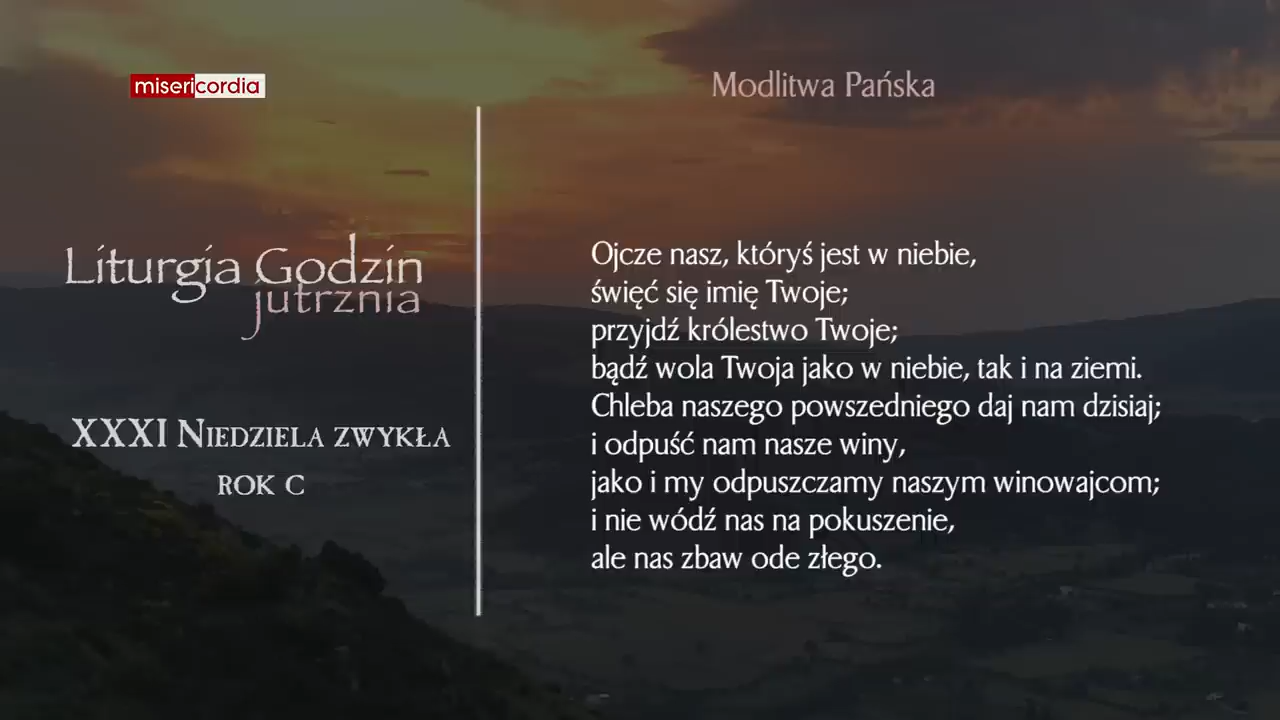 misericordia
Liturgia Godzin
jutrznia
XXXI Niedziela zwykła
rok C
Modlitwa Pańska
Ojcze nasz, któryś jest w niebie,
święć się imię Twoje;
przyjdź królestwo Twoje;
bądź wola Twoja jako w niebie, tak i na ziemi.
Chleba naszego powszedniego daj nam dzisiaj;
i odpuść nam nasze winy,
jako i my odpuszczamy naszym winowajcom;
i nie wódź nas na pokuszenie,
ale nas zbaw ode złego.